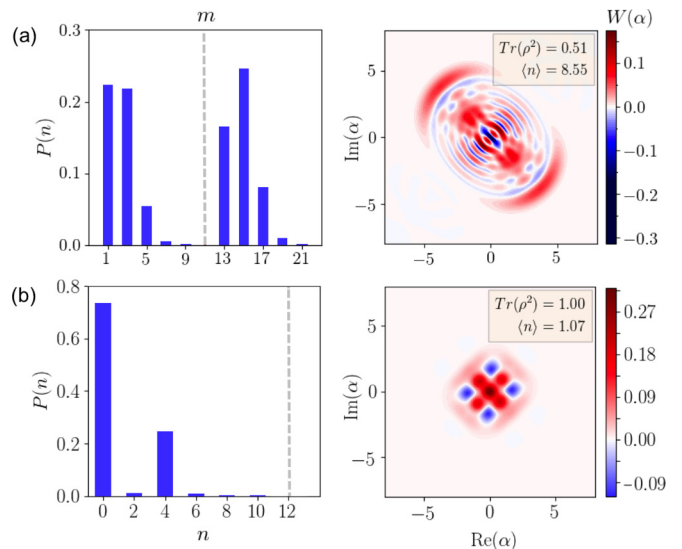 m
W(α)
(a)
0.3
0.2
0.1
0.0
P(n)
1 5 9 13 17 21
5
0
−5
Im(α)
−5 0 5
Tr(ρ²) = 0.51
⟨n⟩ = 8.55
0.1
0.0
−0.1
−0.2
−0.3
(b)
0.8
0.6
0.4
0.2
0.0
P(n)
0 2 4 6 8 10 12
n
5
0
−5
Im(α)
−5 0 5
Re(α)
Tr(ρ²) = 1.00
⟨n⟩ = 1.07
0.27
0.18
0.09
0.00
−0.09